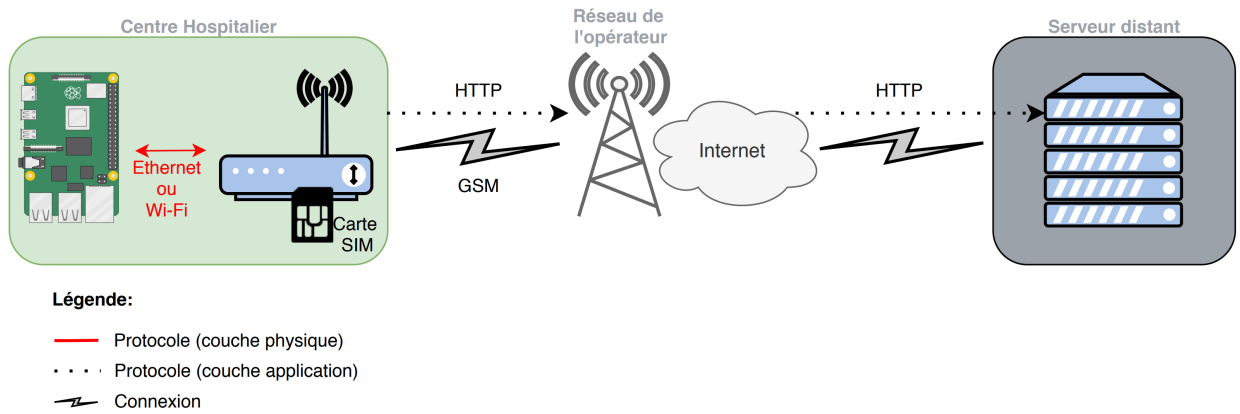 Centre Hospitalier
Réseau de
l'opérateur
Serveur distant
HTTP
HTTP
Ethernet
ou
Wi-Fi
Internet
GSM
Carte
SIM
Légende:
Protocole (couche physique)
Protocole (couche application)
Connexion